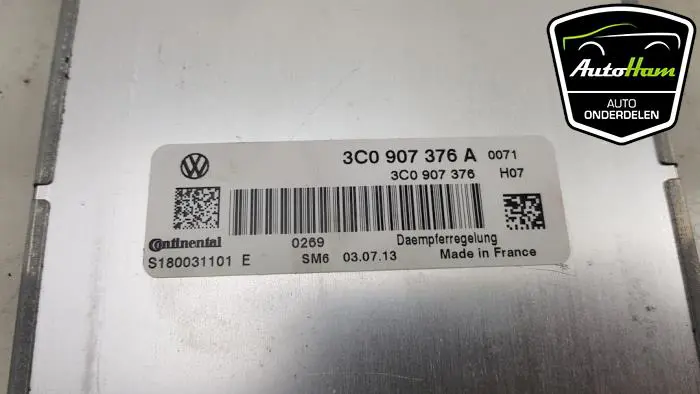 3C0 907 376 A 0071
3C0 907 376 H07
Continental 0269 Daempferregelung
S180031101 E SM6 03.07.13 Made in France
AutoHam
AUTO
ONDERDELEN